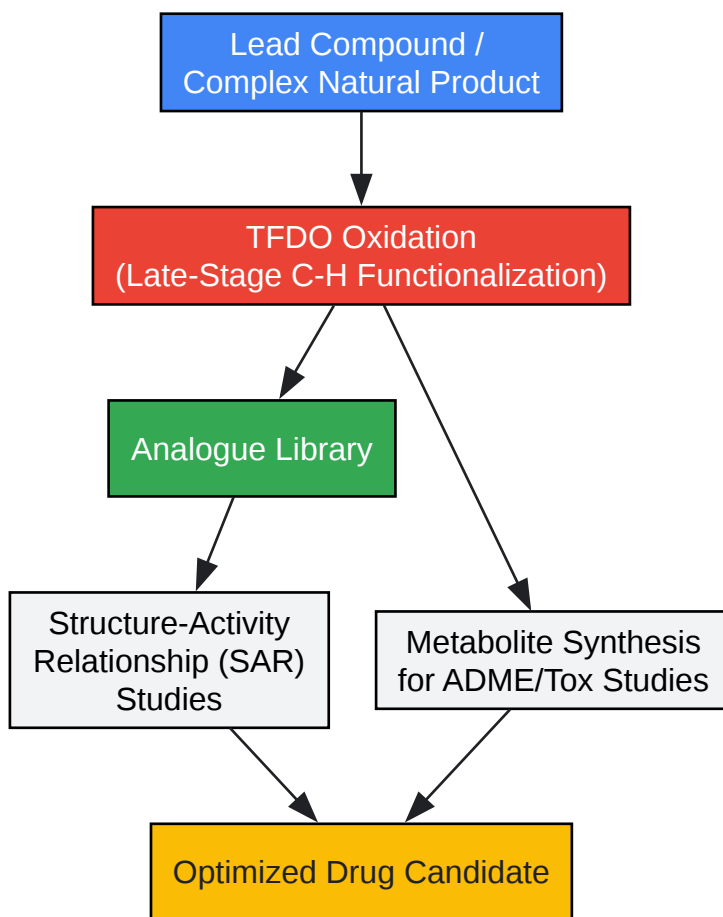 Lead Compound /
Complex Natural Product
TFDO Oxidation
(Late-Stage C-H Functionalization)
Analogue Library
Structure-Activity
Relationship (SAR)
Studies
Metabolite Synthesis
for ADME/Tox Studies
Optimized Drug Candidate